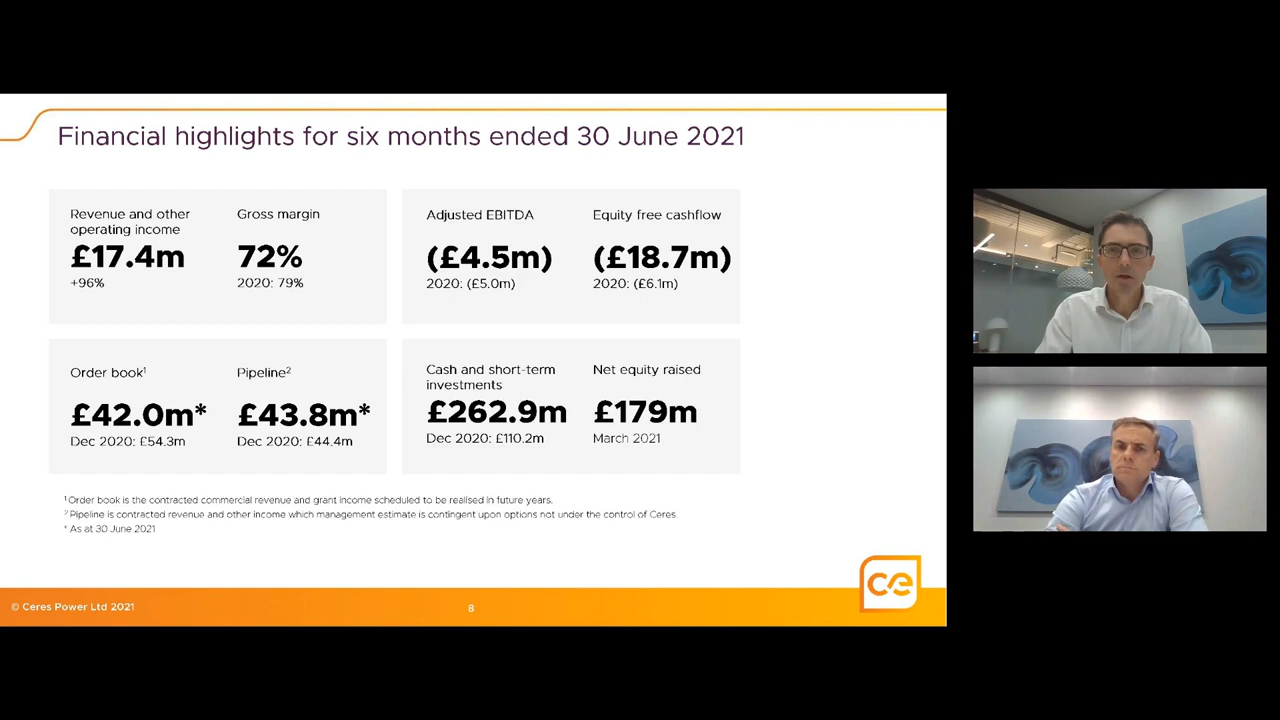 Financial highlights for six months ended 30 June 2021
Revenue and other
operating income
£17.4m
+96%
Gross margin
72%
2020: 79%
Adjusted EBITDA
(£4.5m)
2020: (£5.0m)
Equity free cashflow
(£18.7m)
2020: (£6.1m)
Order book¹
£42.0m*
Dec 2020: £54.3m
Pipeline²
£43.8m*
Dec 2020: £44.4m
Cash and short-term
investments
£262.9m
Dec 2020: £110.2m
Net equity raised
£179m
March 2021
¹ Order book is the contracted commercial revenue and grant income scheduled to be realised in future years.
² Pipeline is contracted revenue and other income which management estimate is contingent upon options not under the control of Ceres.
* As at 30 June 2021
© Ceres Power Ltd 2021
8
ce